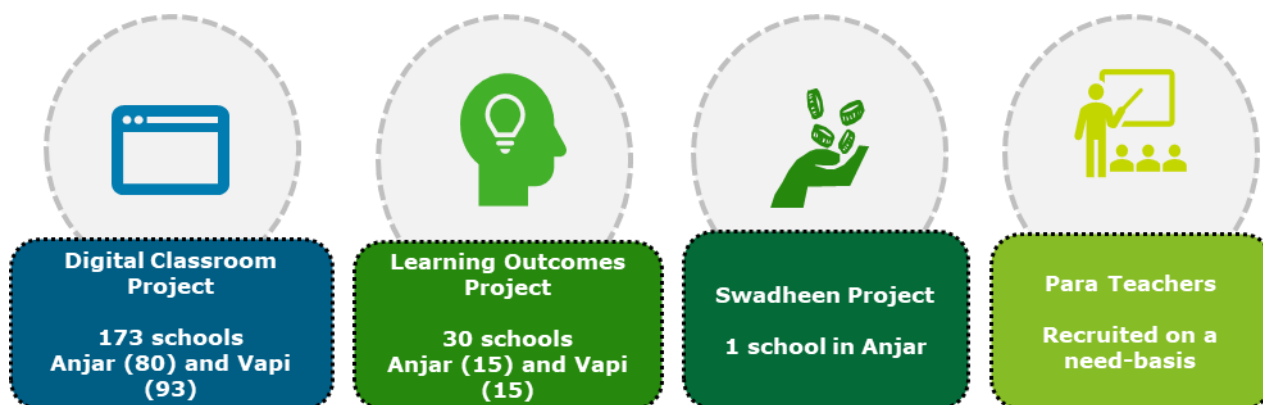 Digital Classroom
Project
173 schools
Anjar (80) and Vapi
(93)
Learning Outcomes
Project
30 schools
Anjar (15) and Vapi
(15)
Swadheen Project
1 school in Anjar
Para Teachers
Recruited on a
need-basis